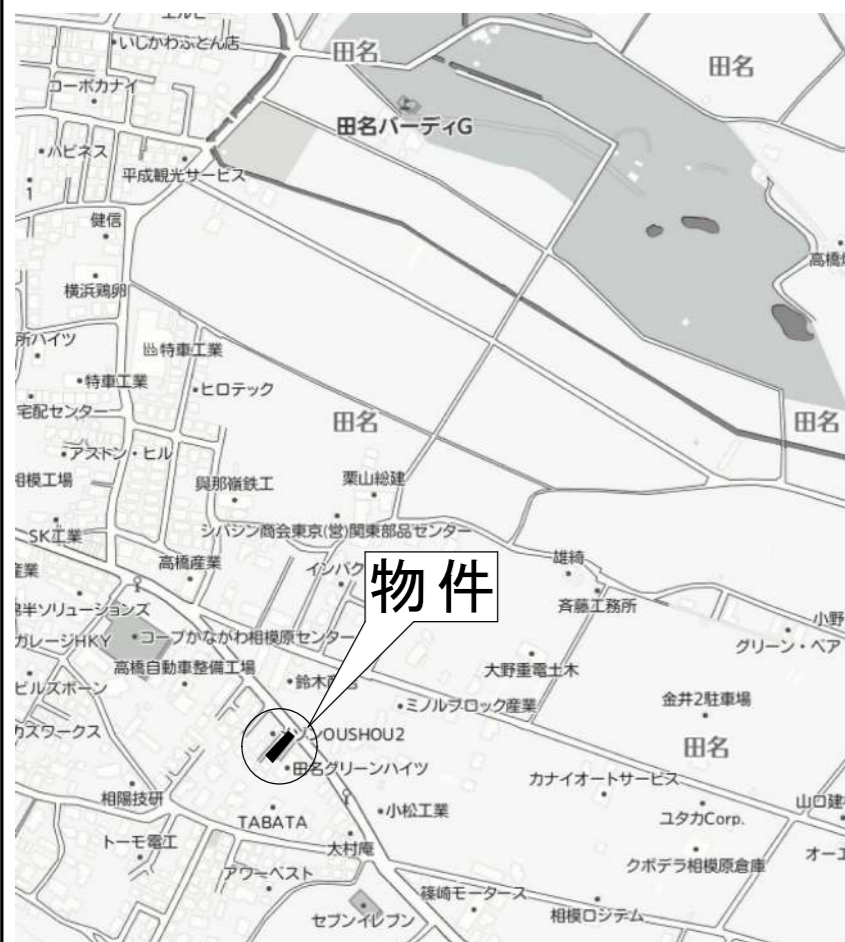 いしかわふとん店
田名
田名
コーポカナイ
田名バーディG
ハピネス
平成観光サービス
1
健信
横浜鶏卵
高橋
所ハイツ
特車工業
特車工業
ヒロテック
宅配センター
田名
田名
アストン・ヒル
相模工場
與那嶺鉄工
栗山総建
SK工業
シバシン商会東京(営)関東部品センター
産業
高橋産業
インパク
雄綺
物件
斉藤工務所
半ソリューションズ
小野
ガレージHKY
コープかながわ相模原センター
グリーン・ベア
高橋自動車整備工場
大野重電土木
ビルズボーン
鈴木
ミノルブロック産業
金井2駐車場
カスワークス
OUSHOU2
田名
田名グリーンハイツ
カナイオートサービス
相陽技研
小松工業
山口建
TABATA
ユタカCorp.
トーモ電工
大村庵
クボデラ相模原倉庫
オーエ
アワーベスト
篠崎モータース
相模ロジテム
セブンイレブン